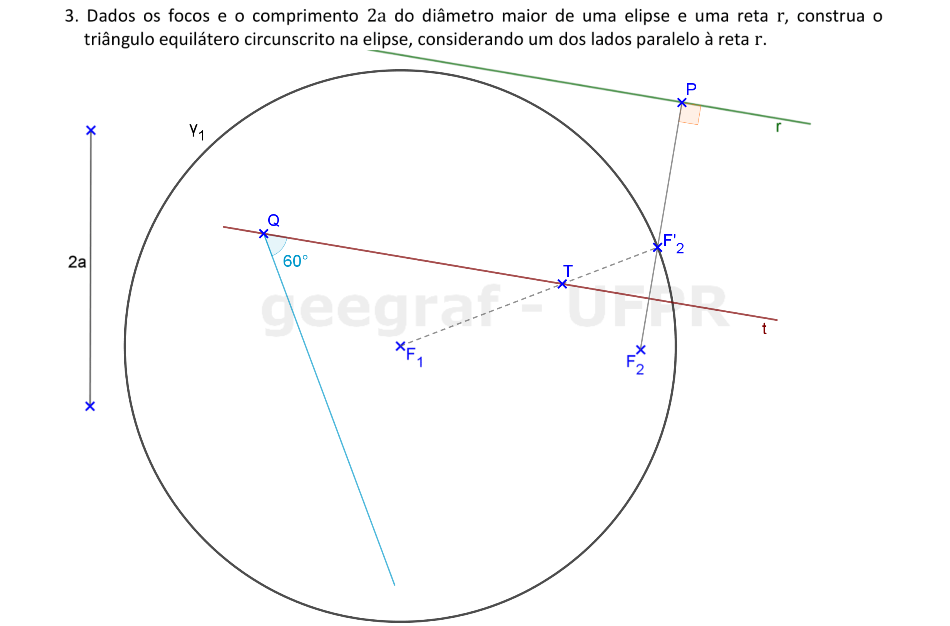 3. Dados os focos e o comprimento 2a do diâmetro maior de uma elipse e uma reta r, construa o
triângulo equilátero circunscrito na elipse, considerando um dos lados paralelo à reta r.
P
r
γ1
Q
F'2
60°
2a
T
geegraf - UFPR
t
F1
F2